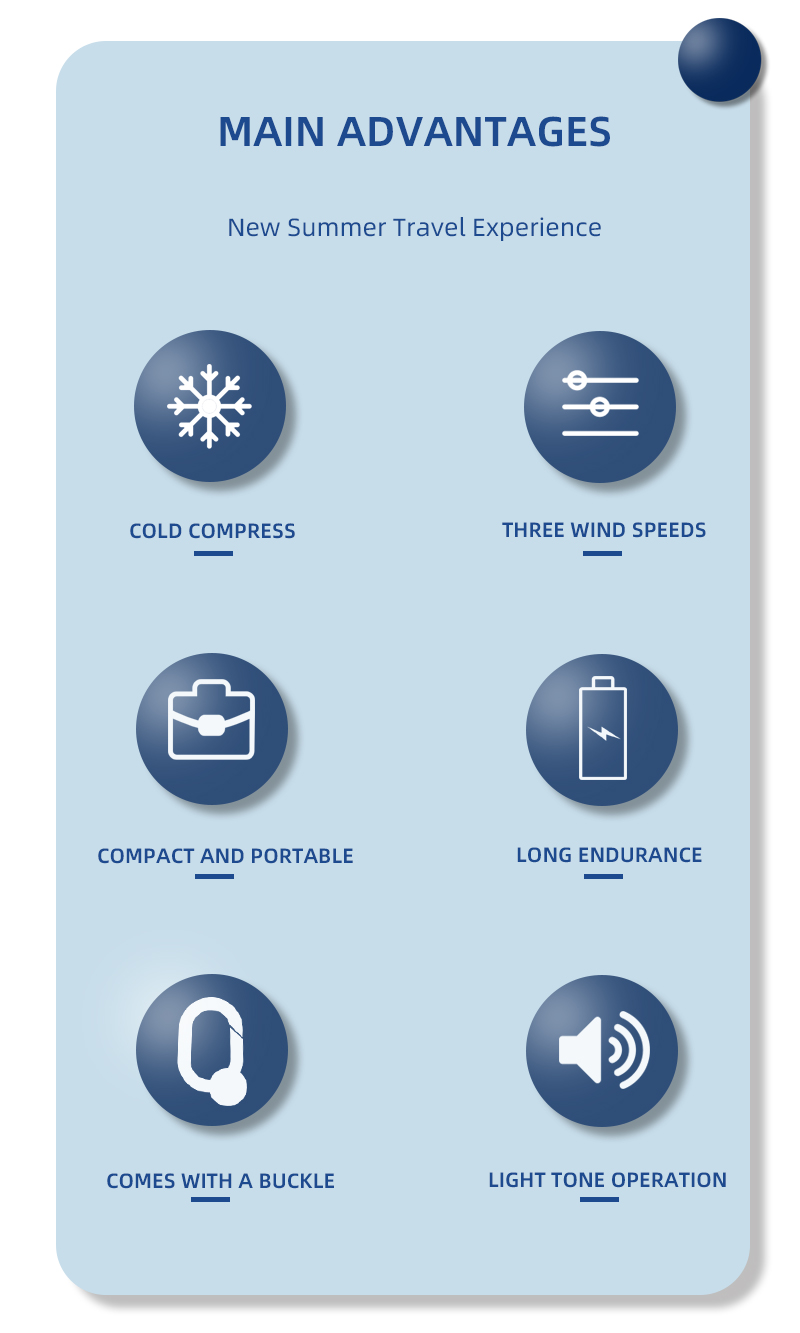 MAIN ADVANTAGES
New Summer Travel Experience
COLD COMPRESS
THREE WIND SPEEDS
COMPACT AND PORTABLE
LONG ENDURANCE
COMES WITH A BUCKLE
LIGHT TONE OPERATION